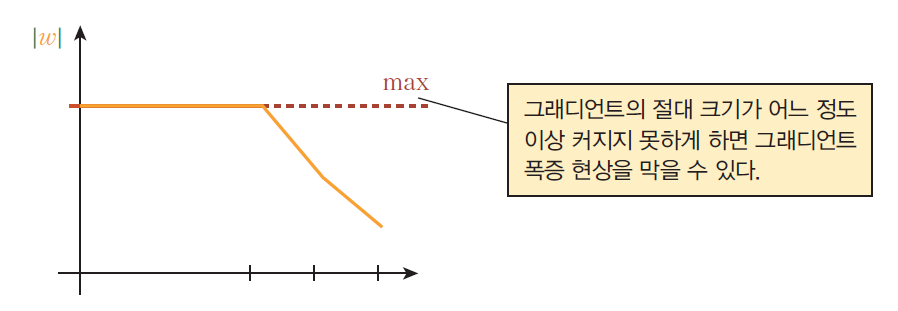 |w|
max
그래디언트의 절대 크기가 어느 정도
이상 커지지 못하게 하면 그래디언트
폭증 현상을 막을 수 있다.